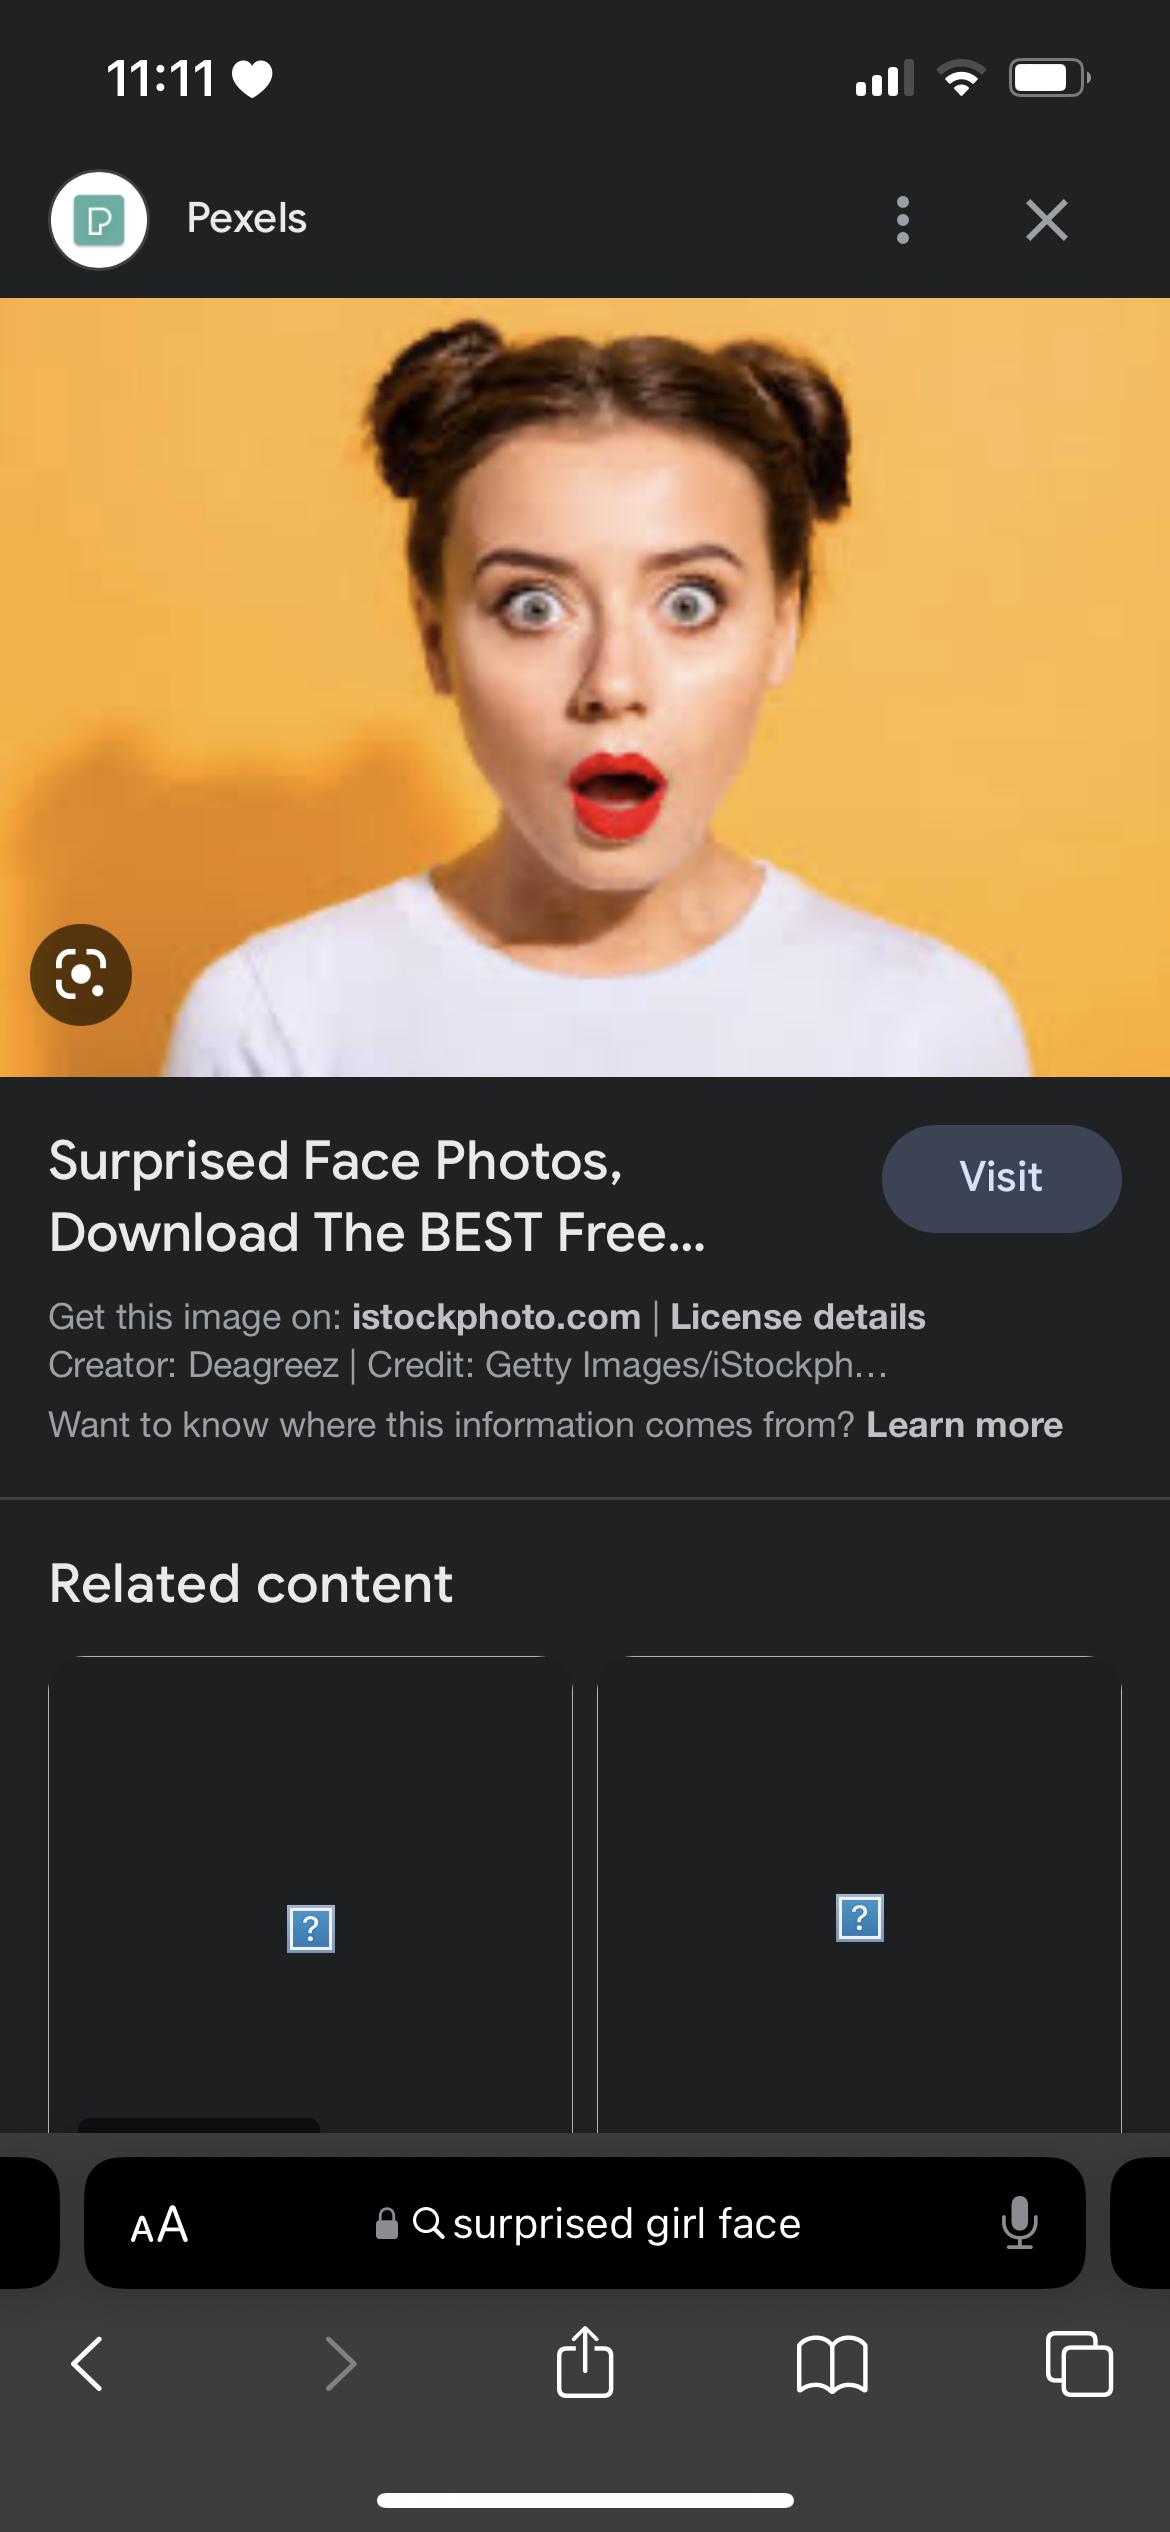 11:11
Pexels
Surprised Face Photos,
Download The BEST Free...
Visit
Get this image on: istockphoto.com | License details
Creator: Deagreez | Credit: Getty Images/iStockph...
Want to know where this information comes from? Learn more
Related content
?
?
AA
surprised girl face